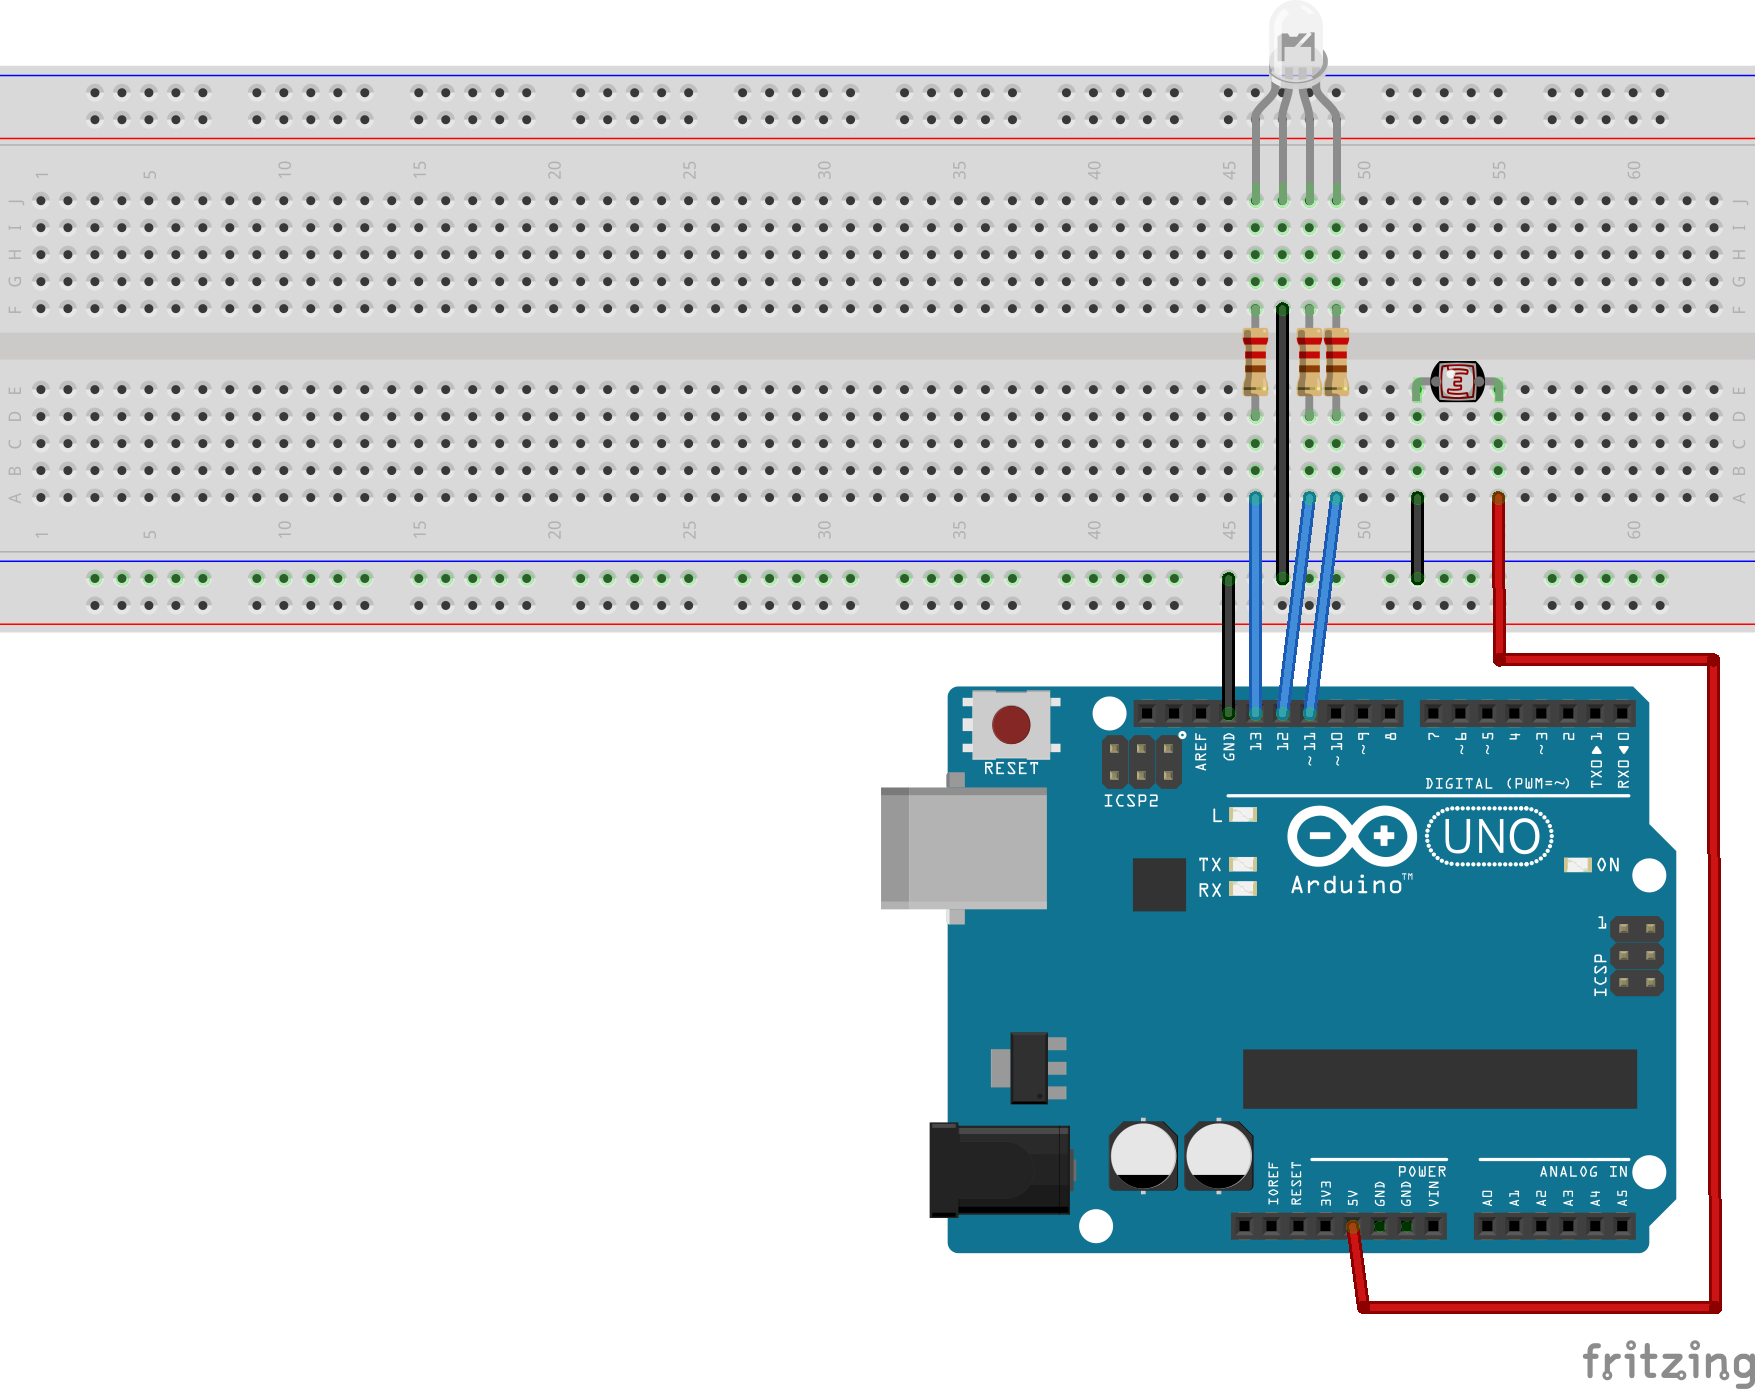 1 5 10 15 20 25 30 35 40 45 50 55 60
J J
I I
H H
G G
F F
E E
D D
C C
B B
A A
1 5 10 15 20 25 30 35 40 45 50 55 60
RESET
ICSP2
AREF
GND
13
12
~11
~10
~9
8
7
~6
~5
4
~3
2
TX0▶1
RX0◀0
DIGITAL (PWM=~)
L
TX
RX
UNO
Arduino™
ON
1
ICSP
IOREF
RESET
3V3
5V
GND
GND
VIN
POWER
A0
A1
A2
A3
A4
A5
ANALOG IN
fritzing